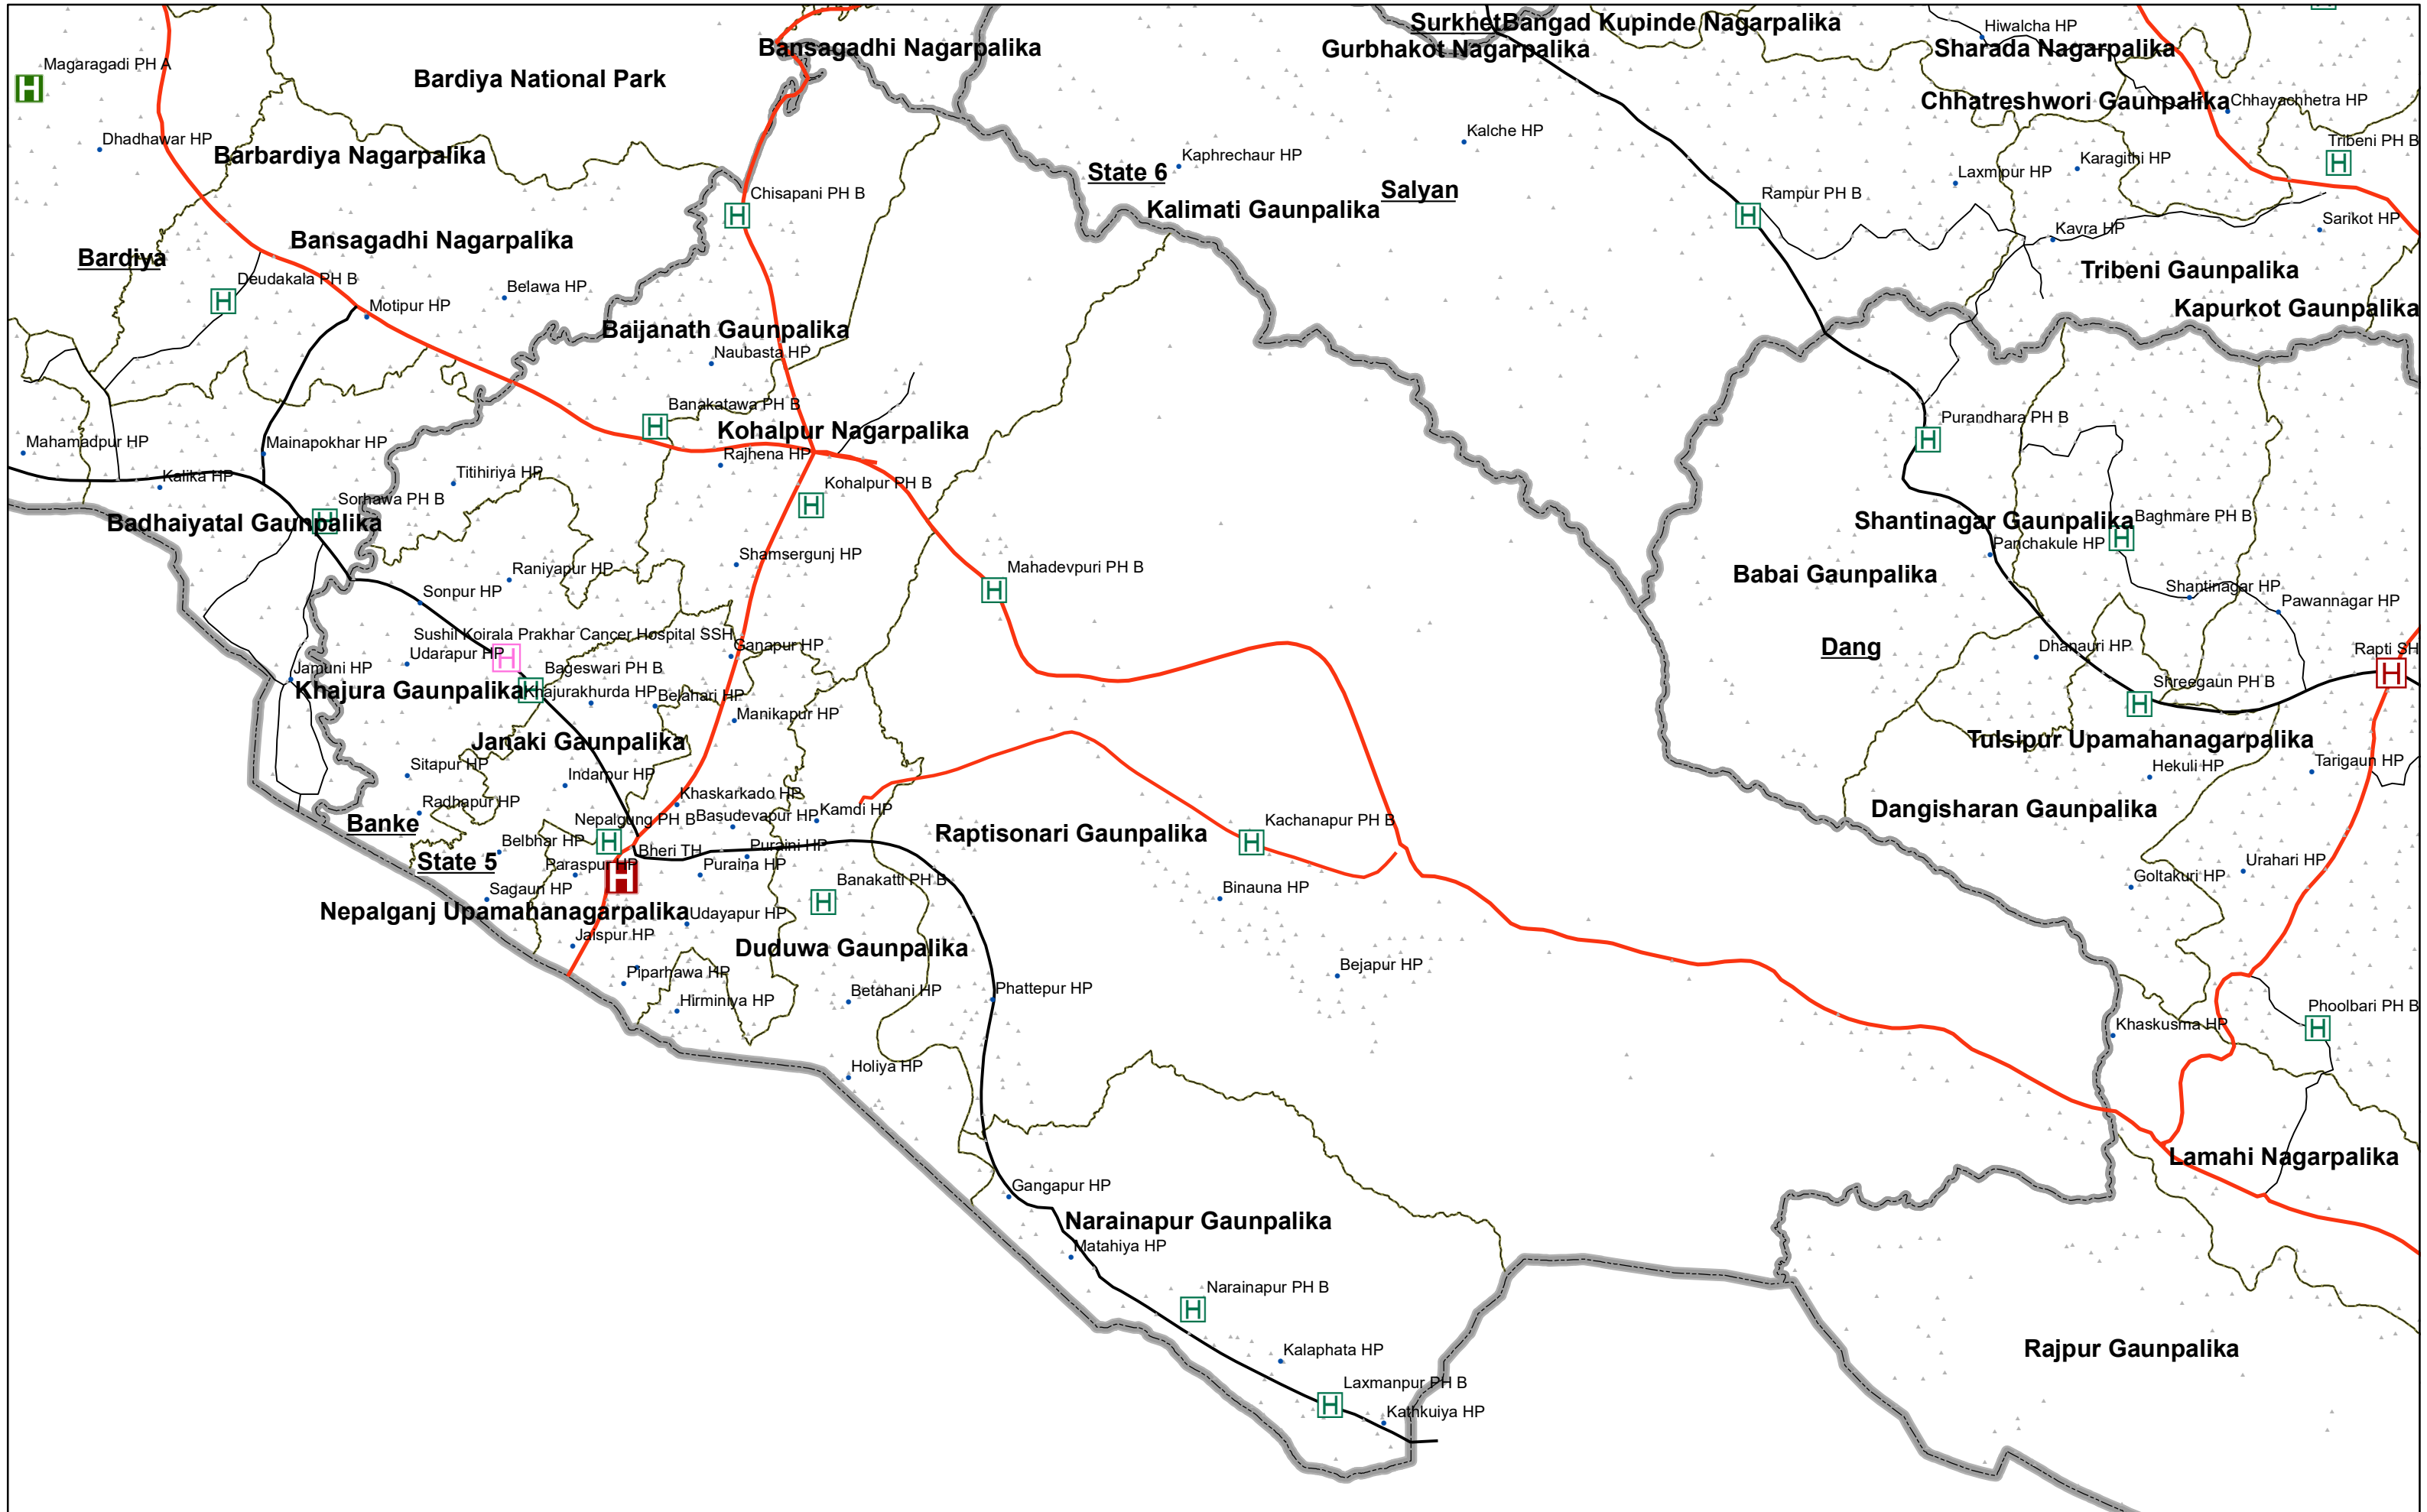 SurkhetBangad Kupinde Nagarpalika
Hiwalcha HP
Bansagadhi Nagarpalika
Gurbhakot Nagarpalika
Sharada Nagarpalika
Magaragadi PH A
Bardiya National Park
Chhatreshwori Gaunpalika
Chhayachhetra HP
Kalche HP
Dhadhawar HP
Tribeni PH B
Barbardiya Nagarpalika
Kaphrechaur HP
Karagithi HP
State 6
Laxmipur HP
Salyan
Chisapani PH B
Rampur PH B
Kalimati Gaunpalika
Sarikot HP
Kavra HP
Bansagadhi Nagarpalika
Bardiya
Tribeni Gaunpalika
Deudakala PH B
Belawa HP
Motipur HP
Kapurkot Gaunpalika
Baijanath Gaunpalika
Naubasta HP
Banakatawa PH B
Purandhara PH B
Kohalpur Nagarpalika
Mahamadpur HP
Mainapokhar HP
Rajhena HP
Titihiriya HP
Kalika HP
Kohalpur PH B
Sorhawa PH B
Badhaiyatal Gaunpalika
Shantinagar Gaunpalika
Baghmare PH B
Panchakule HP
Shamsergunj HP
Mahadevpuri PH B
Raniyapur HP
Babai Gaunpalika
Sonpur HP
Shantinagar HP
Pawannagar HP
Sushil Koirala Prakhar Cancer Hospital SSH
Ganapur HP
Dhanauri HP
Dang
Rapti SH
Udarapur HP
Jamuni HP
Bageswari PH B
Shreegaun PH B
Khajura Gaunpalika
Khajurakhurda HP
Belahari HP
Manikapur HP
Janaki Gaunpalika
Tulsipur Upamahanagarpalika
Sitapur HP
Indarpur HP
Hekuli HP
Tarigaun HP
Radhapur HP
Khaskarkado HP
Kamdi HP
Dangisharan Gaunpalika
Banke
Nepalgung PH B
Basudevapur HP
Kachanapur PH B
Raptisonari Gaunpalika
Belbhar HP
Bheri TH
Puraini HP
State 5
Paraspur HP
Puraina HP
Urahari HP
Goltakuri HP
Sagaun HP
Banakatti PH B
Binauna HP
Nepalganj Upamahanagarpalika
Udayapur HP
Jaispur HP
Duduwa Gaunpalika
Bejapur HP
Piparhawa HP
Hirminiya HP
Betahani HP
Phattepur HP
Phoolbari PH B
Khaskusma HP
Holiya HP
Lamahi Nagarpalika
Gangapur HP
Narainapur Gaunpalika
Matahiya HP
Narainapur PH B
Kalaphata HP
Rajpur Gaunpalika
Laxmanpur PH B
Kathkuiya HP